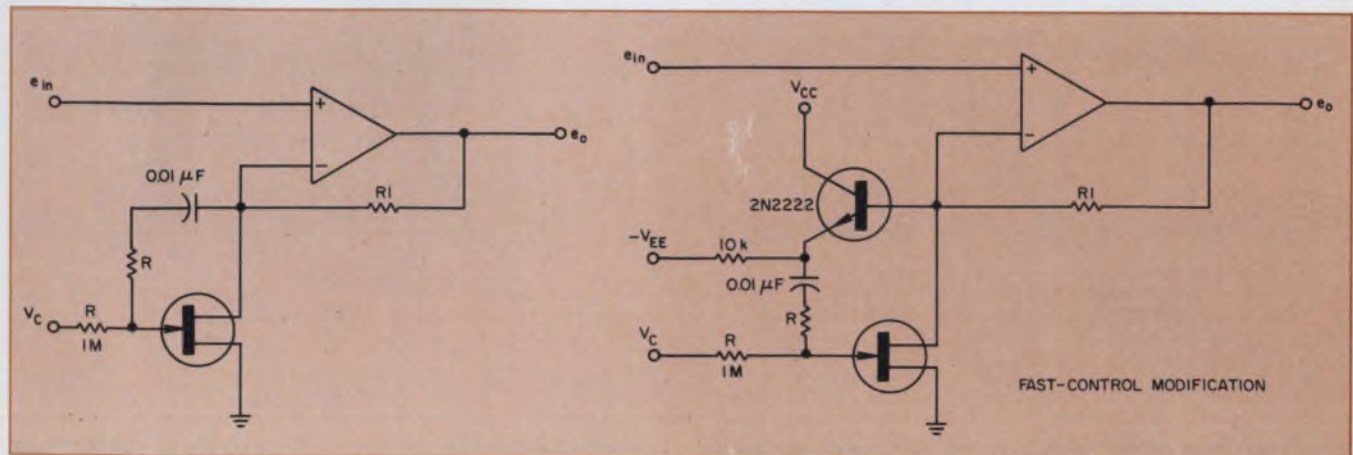 e in
+
−
e o
0.01 µF
R1
R
V C
R
1M
e in
+
−
e o
V CC
2N2222
R1
−V EE
10 k
0.01 µF
R
V C
R
1M
FAST-CONTROL MODIFICATION